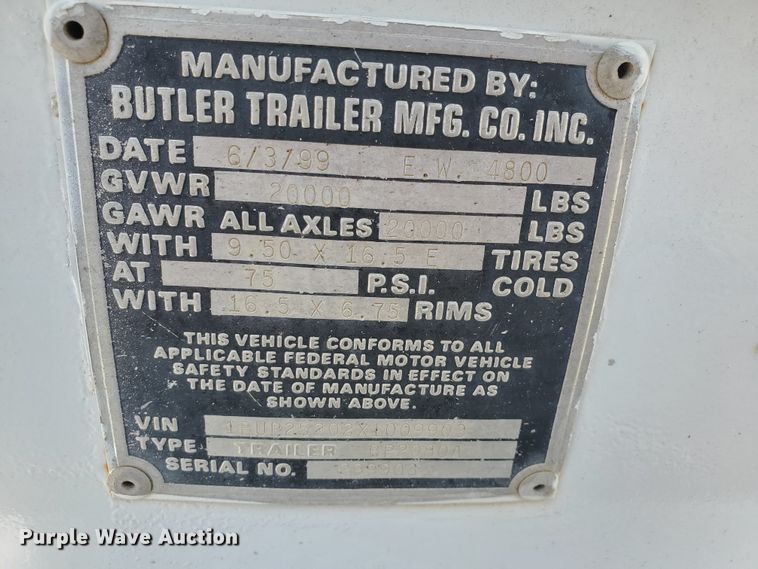 MANUFACTURED BY:
BUTLER TRAILER MFG. CO. INC.
DATE 6/3/99 E.W. 4800
GVWR 20000 LBS
GAWR ALL AXLES 20000 LBS
WITH 9.50 X 16.5 E TIRES
AT 75 P.S.I. COLD
WITH 16.5 X 6.75 RIMS
THIS VEHICLE CONFORMS TO ALL
APPLICABLE FEDERAL MOTOR VEHICLE
SAFETY STANDARDS IN EFFECT ON
THE DATE OF MANUFACTURE AS
SHOWN ABOVE.
VIN
TYPE TRAILER
SERIAL NO.
Purple Wave Auction